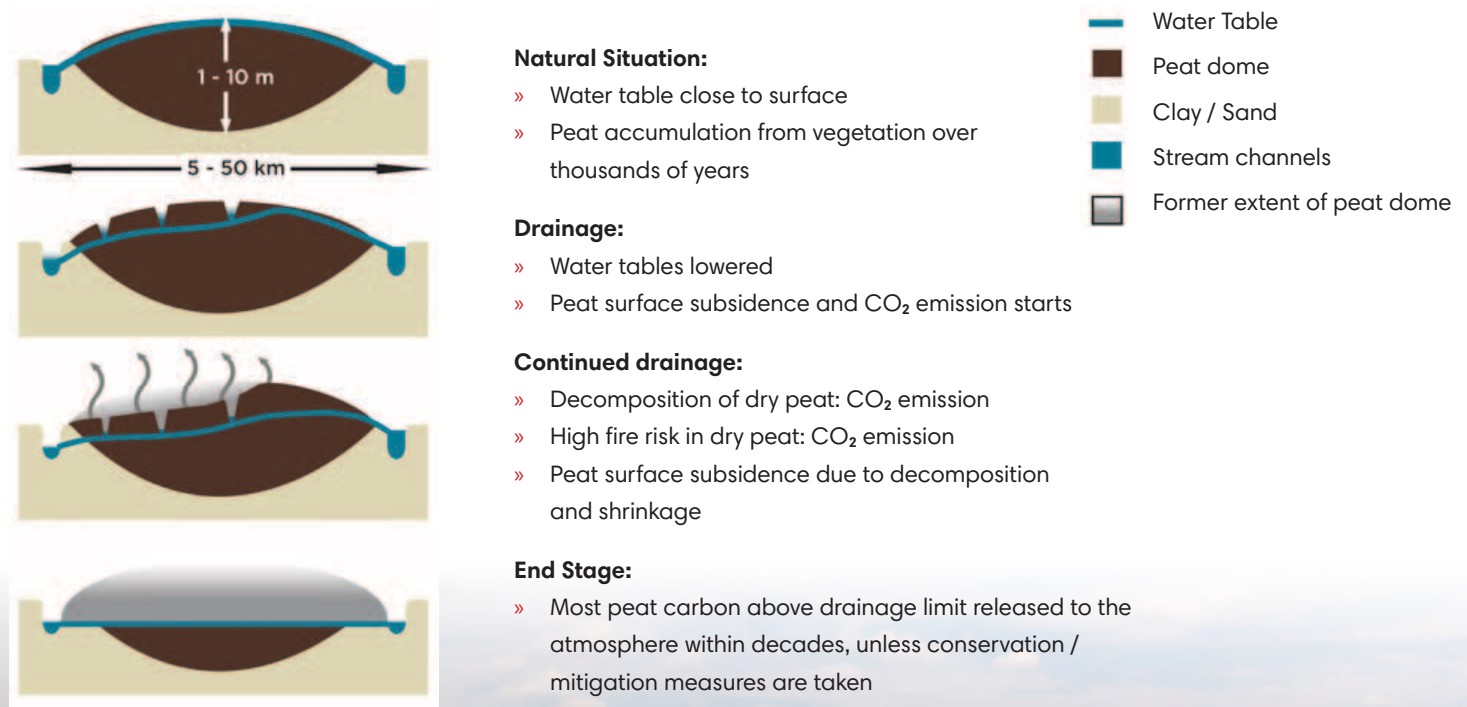 1 - 10 m
5 - 50 km
Natural Situation:
» Water table close to surface
» Peat accumulation from vegetation over
thousands of years
Drainage:
» Water tables lowered
» Peat surface subsidence and CO₂ emission starts
Continued drainage:
» Decomposition of dry peat: CO₂ emission
» High fire risk in dry peat: CO₂ emission
» Peat surface subsidence due to decomposition
and shrinkage
End Stage:
» Most peat carbon above drainage limit released to the
atmosphere within decades, unless conservation /
mitigation measures are taken
Water Table
Peat dome
Clay / Sand
Stream channels
Former extent of peat dome